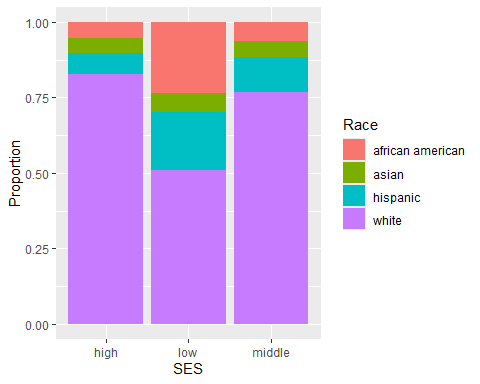 1.00
0.75
0.50
0.25
0.00
Proportion
high low middle
SES
Race
african american
asian
hispanic
white